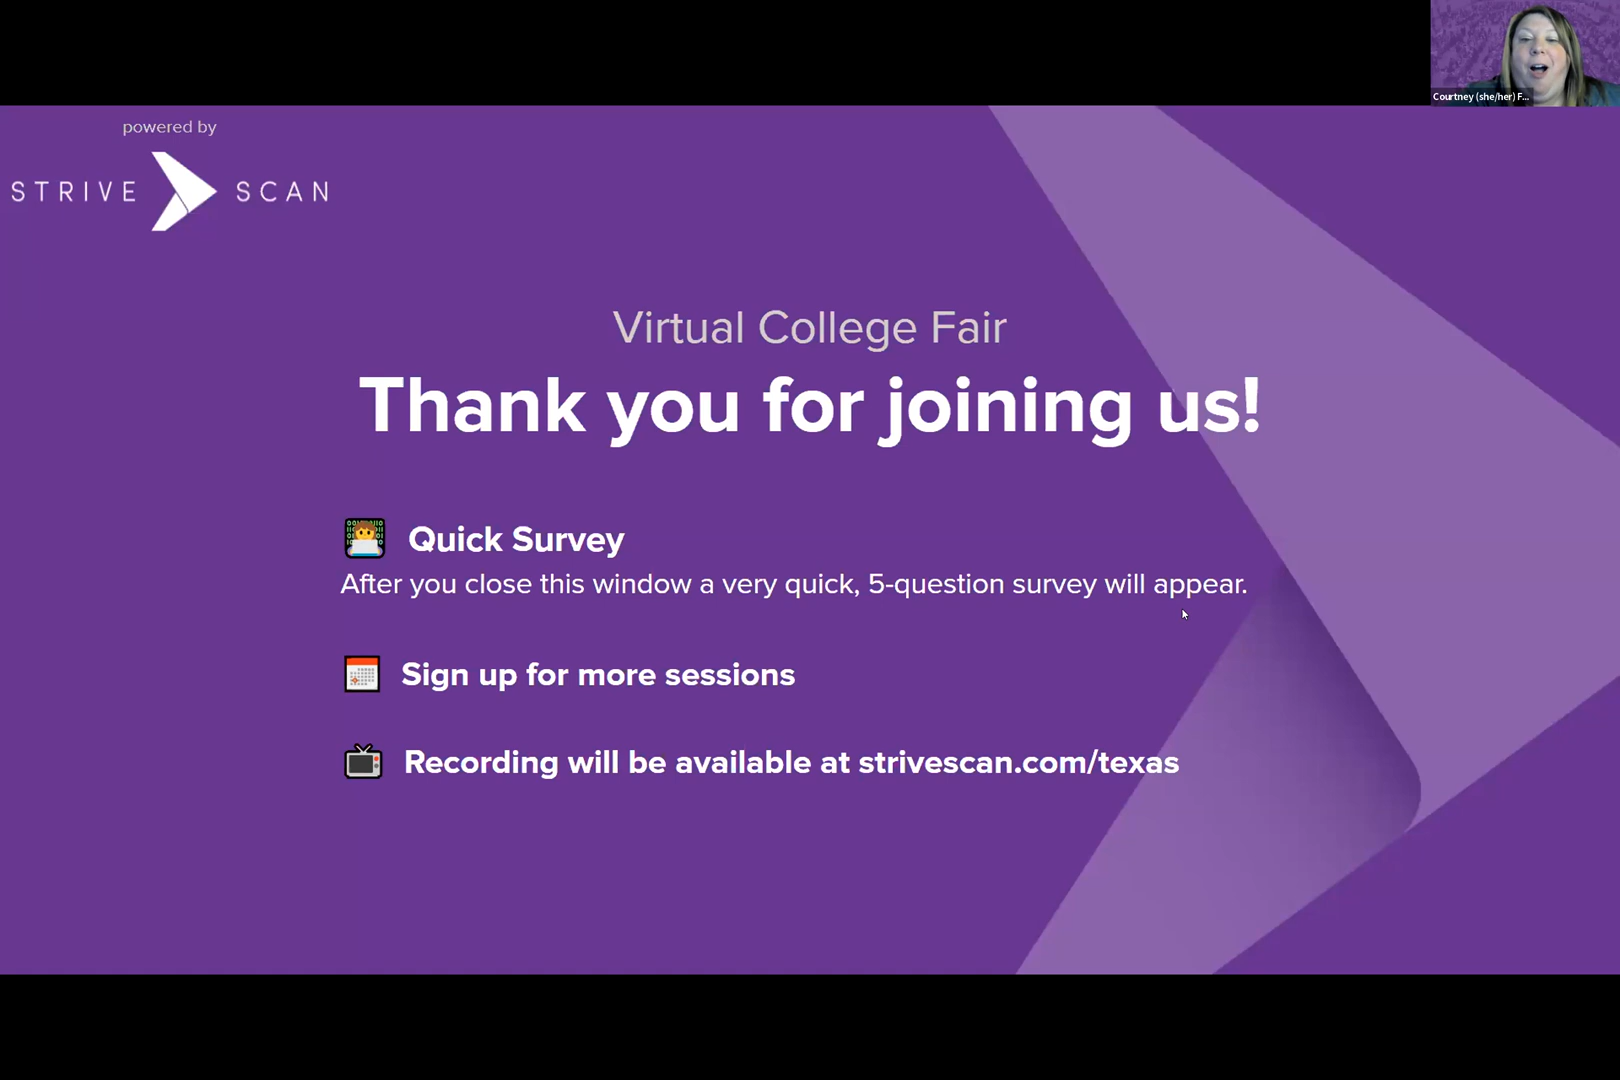 Courtney (she/her) F...
powered by
STRIVE SCAN
Virtual College Fair
Thank you for joining us!
Quick Survey
After you close this window a very quick, 5-question survey will appear.
Sign up for more sessions
Recording will be available at strivescan.com/texas